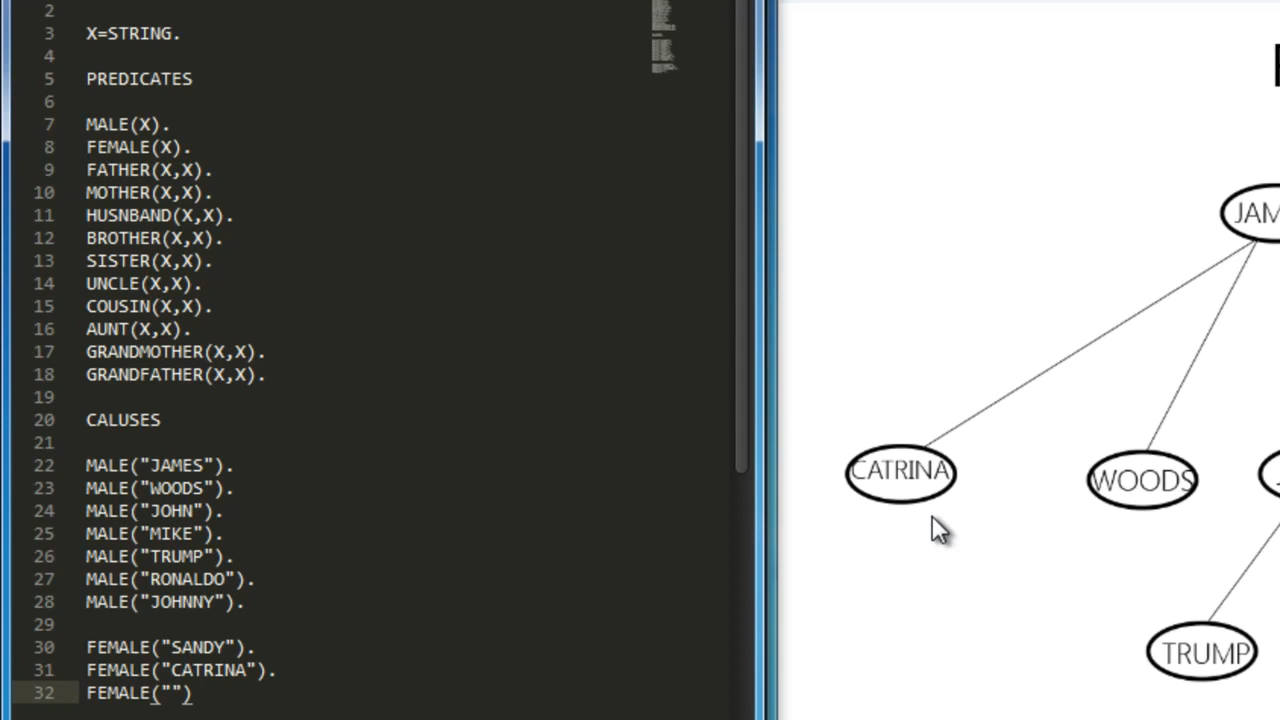 2
3 X=STRING.
4
5 PREDICATES
6
7 MALE(X).
8 FEMALE(X).
9 FATHER(X,X).
10 MOTHER(X,X).
11 HUSNBAND(X,X).
12 BROTHER(X,X).
13 SISTER(X,X).
14 UNCLE(X,X).
15 COUSIN(X,X).
16 AUNT(X,X).
17 GRANDMOTHER(X,X).
18 GRANDFATHER(X,X).
19
20 CALUSES
21
22 MALE("JAMES").
23 MALE("WOODS").
24 MALE("JOHN").
25 MALE("MIKE").
26 MALE("TRUMP").
27 MALE("RONALDO").
28 MALE("JOHNNY").
29
30 FEMALE("SANDY").
31 FEMALE("CATRINA").
32 FEMALE("")
JAM
CATRINA
WOODS
TRUMP